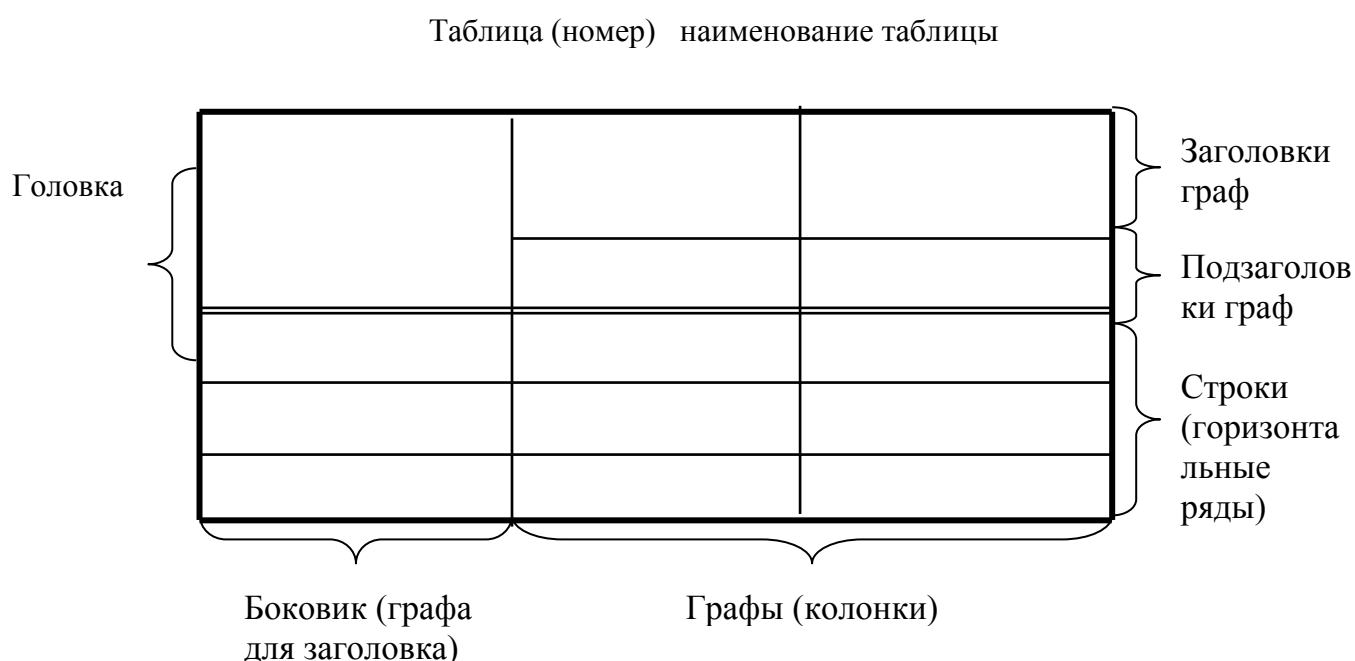 Таблица (номер) наименование таблицы
Головка
Заголовки
граф
Подзаголов
ки граф
Строки
(горизонта
льные
ряды)
Боковик (графа
для заголовка)
Графы (колонки)